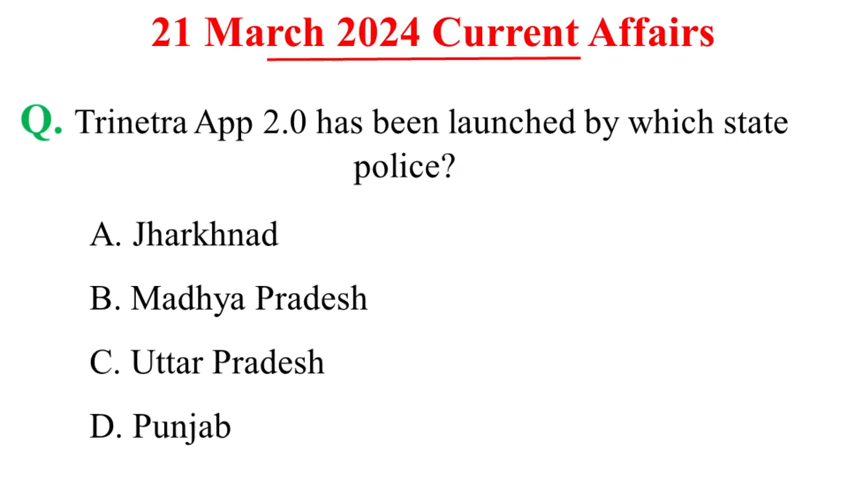 21 March 2024 Current Affairs
Q. Trinetra App 2.0 has been launched by which state
police?
A. Jharkhnad
B. Madhya Pradesh
C. Uttar Pradesh
D. Punjab